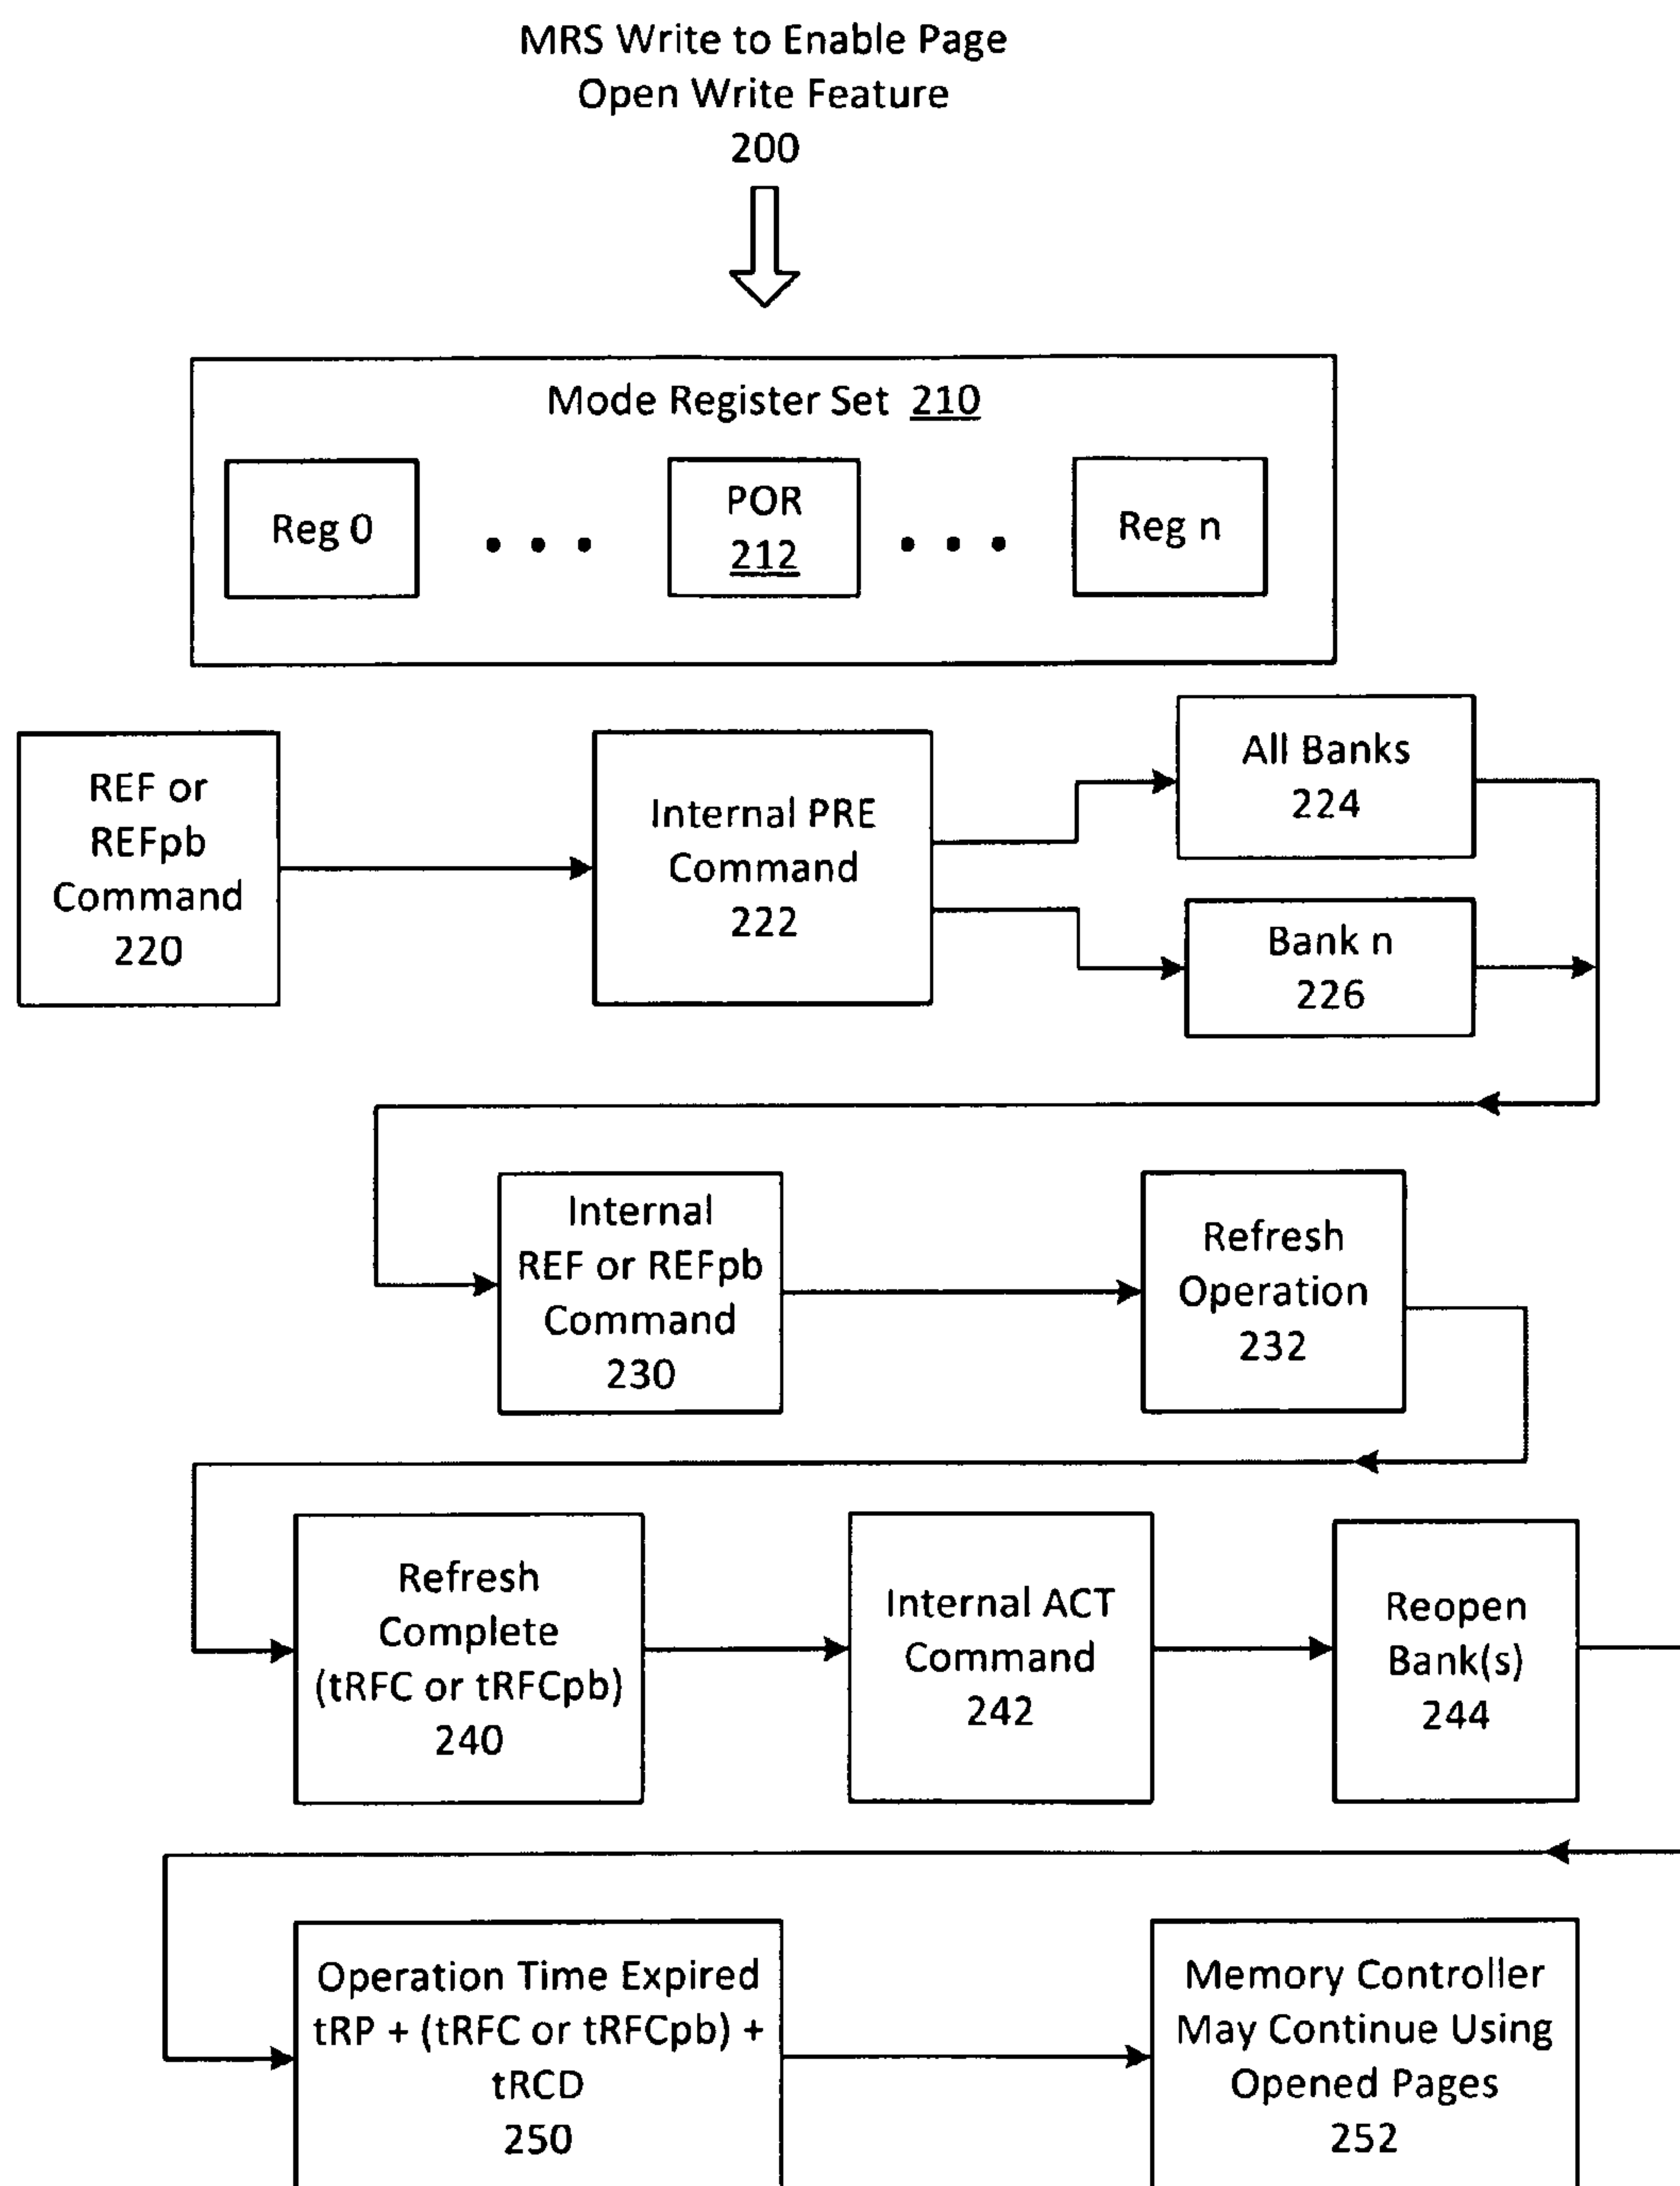 MRS Write to Enable Page
Open Write Feature
200
Mode Register Set 210
Reg 0
• • •
POR
212
• • •
Reg n
REF or
REFpb
Command
220
Internal PRE
Command
222
All Banks
224
Bank n
226
Internal
REF or REFpb
Command
230
Refresh
Operation
232
Refresh
Complete
(tRFC or tRFCpb)
240
Internal ACT
Command
242
Reopen
Bank(s)
244
Operation Time Expired
tRP + (tRFC or tRFCpb) +
tRCD
250
Memory Controller
May Continue Using
Opened Pages
252